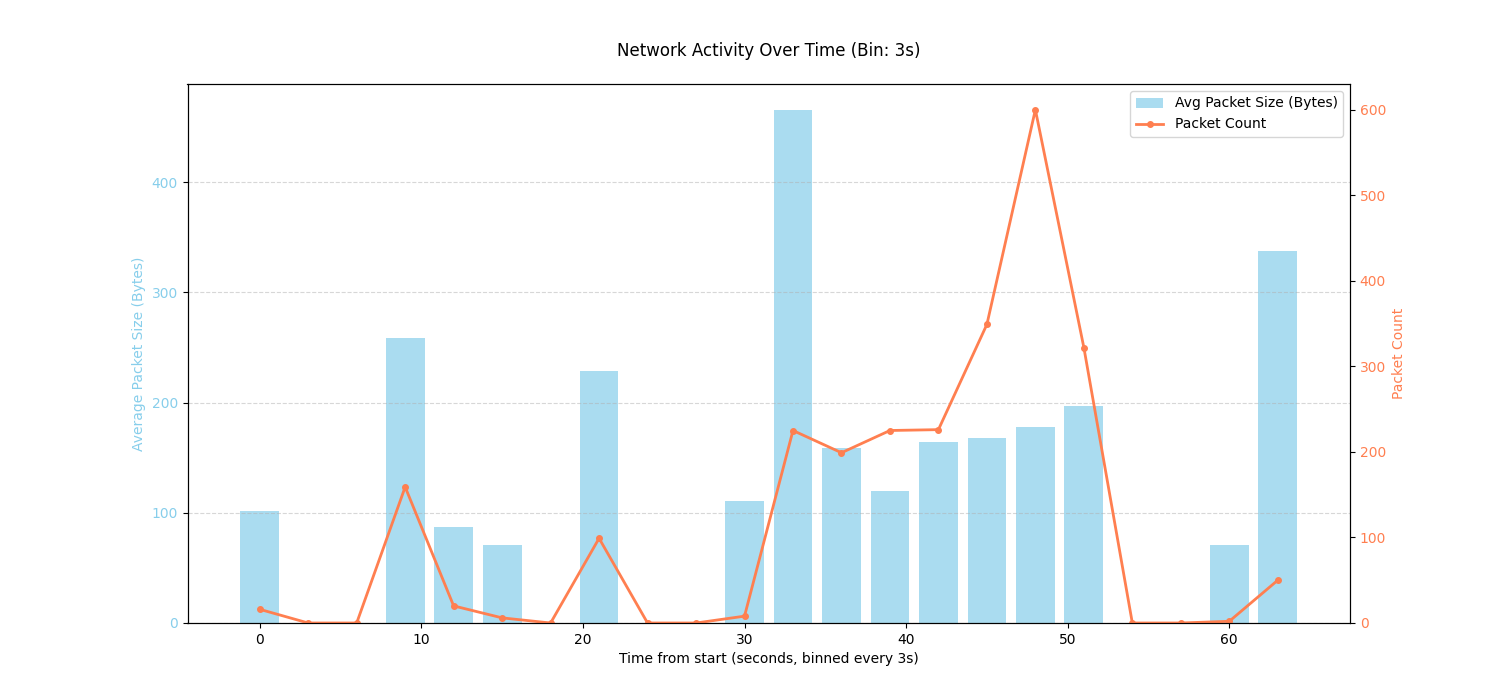 Network Activity Over Time (Bin: 3s)
Avg Packet Size (Bytes)
Packet Count
Average Packet Size (Bytes)
400
300
200
100
0
Packet Count
600
500
400
300
200
100
0
0 10 20 30 40 50 60
Time from start (seconds, binned every 3s)